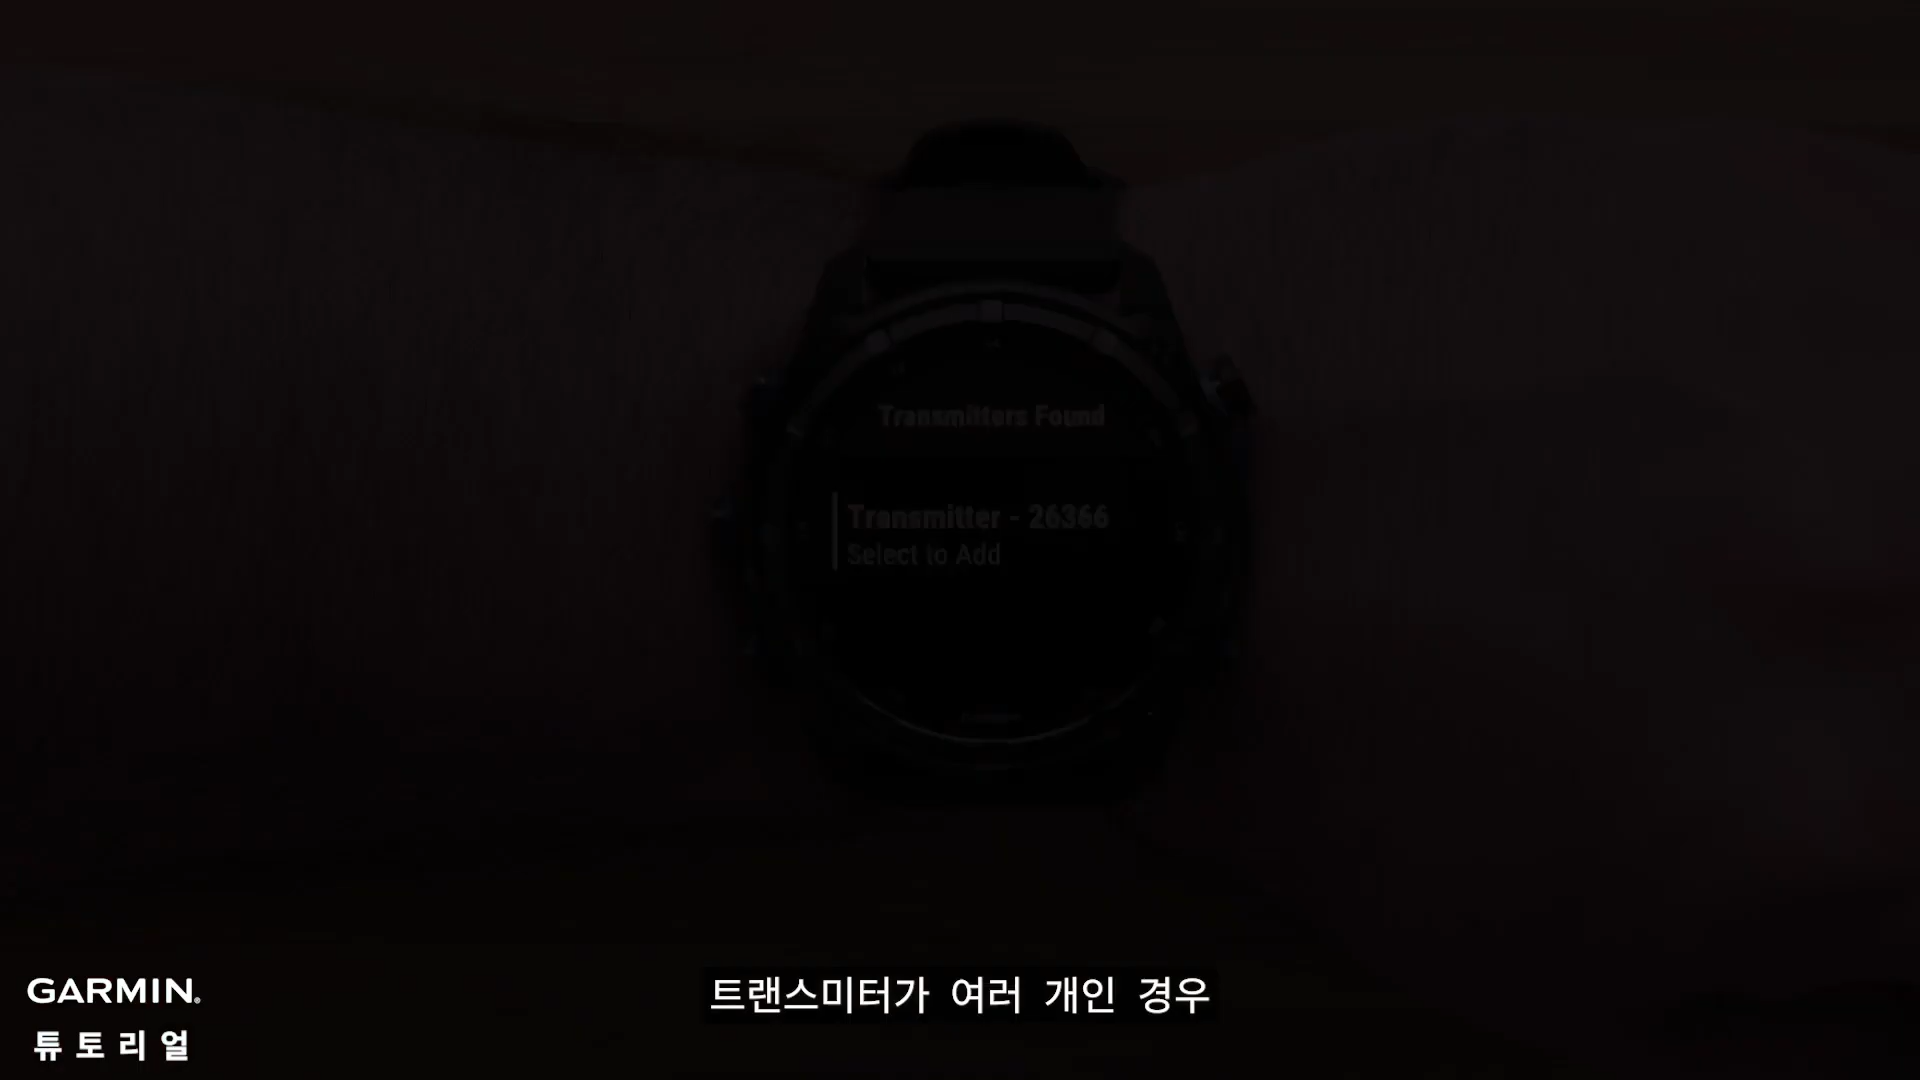 Transmitters Found
Transmitter - 26366
Select to Add
트랜스미터가 여러 개인 경우
GARMIN.
튜토리얼